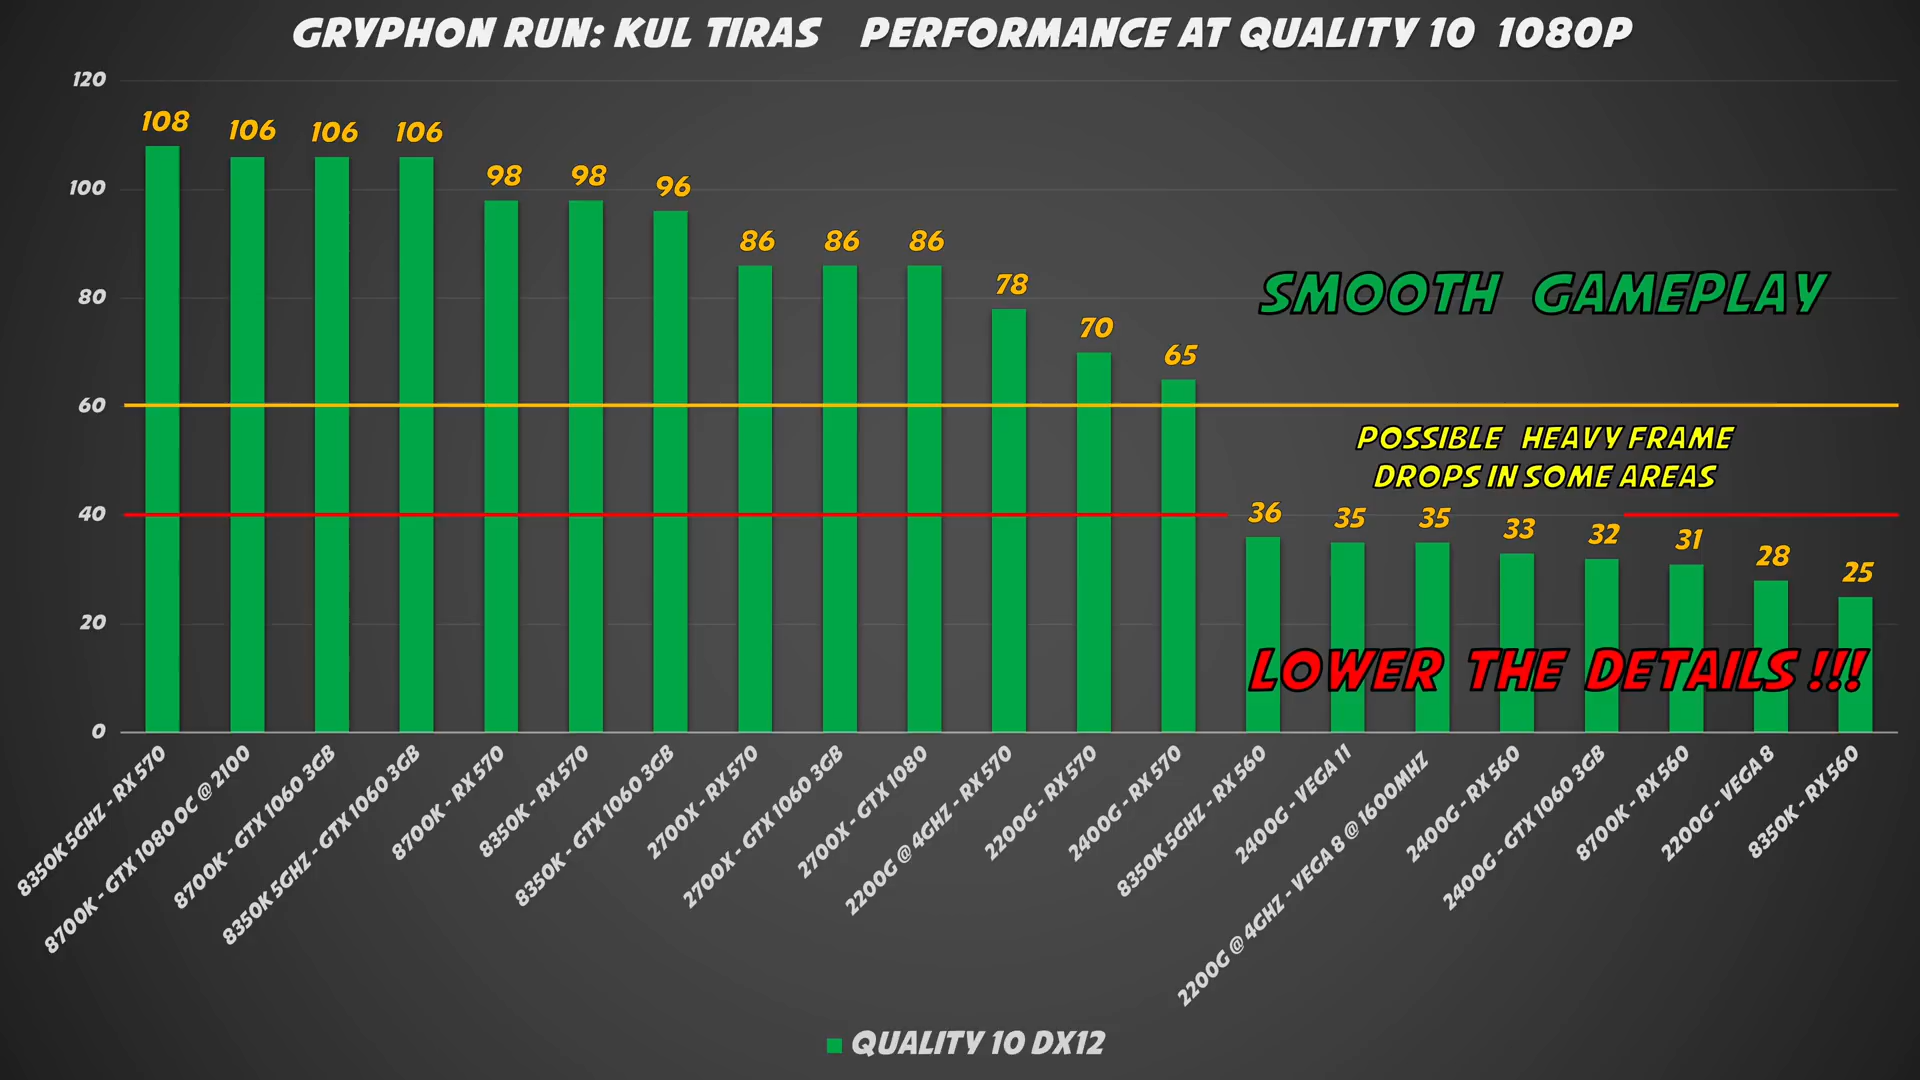 GRYPHON RUN: KUL TIRAS PERFORMANCE AT QUALITY 10 1080P
120
100
80
60
40
20
0
108
106
106
106
98
98
96
86
86
86
78
70
65
36
35
35
33
32
31
28
25
SMOOTH GAMEPLAY
POSSIBLE HEAVY FRAME
DROPS IN SOME AREAS
LOWER THE DETAILS !!!
8350K 5GHZ - RX 570
8700K - GTX 1080 OC @ 2100
8700K - GTX 1060 3GB
8350K 5GHZ - GTX 1060 3GB
8700K - RX 570
8350K - RX 570
8350K - GTX 1060 3GB
2700X - RX 570
2700X - GTX 1060 3GB
2700X - GTX 1080
2200G @ 4GHZ - RX 570
2200G - RX 570
2400G - RX 570
8350K 5GHZ - RX 560
2400G - VEGA 11
2200G @ 4GHZ - VEGA 8 @ 1600MHZ
2400G - RX 560
2400G - GTX 1060 3GB
8700K - RX 560
2200G - VEGA 8
8350K - RX 560
QUALITY 10 DX12